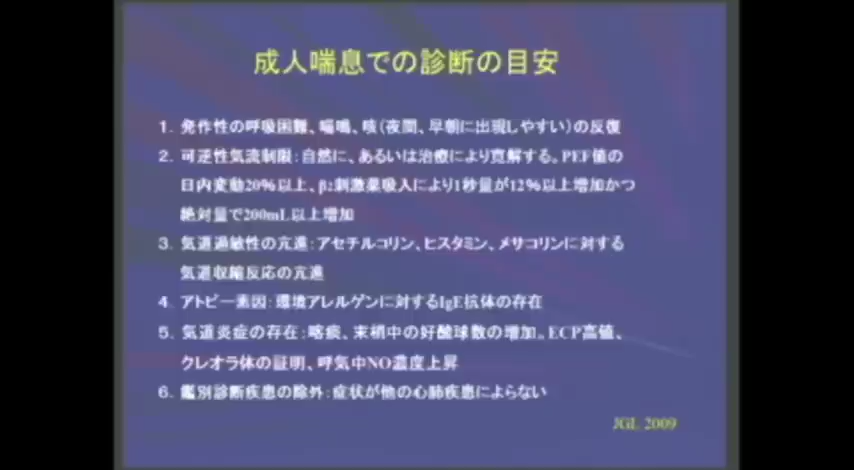 成人喘息での診断の目安
1. 発作性の呼吸困難、喘鳴、咳（夜間、早朝に出現しやすい）の反復
2. 可逆性気流制限：自然に、あるいは治療により寛解する。PEF値の
日内変動20％以上、β2刺激薬吸入により1秒量が12％以上増加かつ
絶対量で200mL以上増加
3. 気道過敏性の亢進：アセチルコリン、ヒスタミン、メサコリンに対する
気道収縮反応の亢進
4. アトピー素因：環境アレルゲンに対するIgE抗体の存在
5. 気道炎症の存在：喀痰、末梢中の好酸球数の増加。ECP高値、
クレオラ体の証明、呼気中NO濃度上昇
6. 鑑別診断疾患の除外：症状が他の心肺疾患によらない
JGL 2009